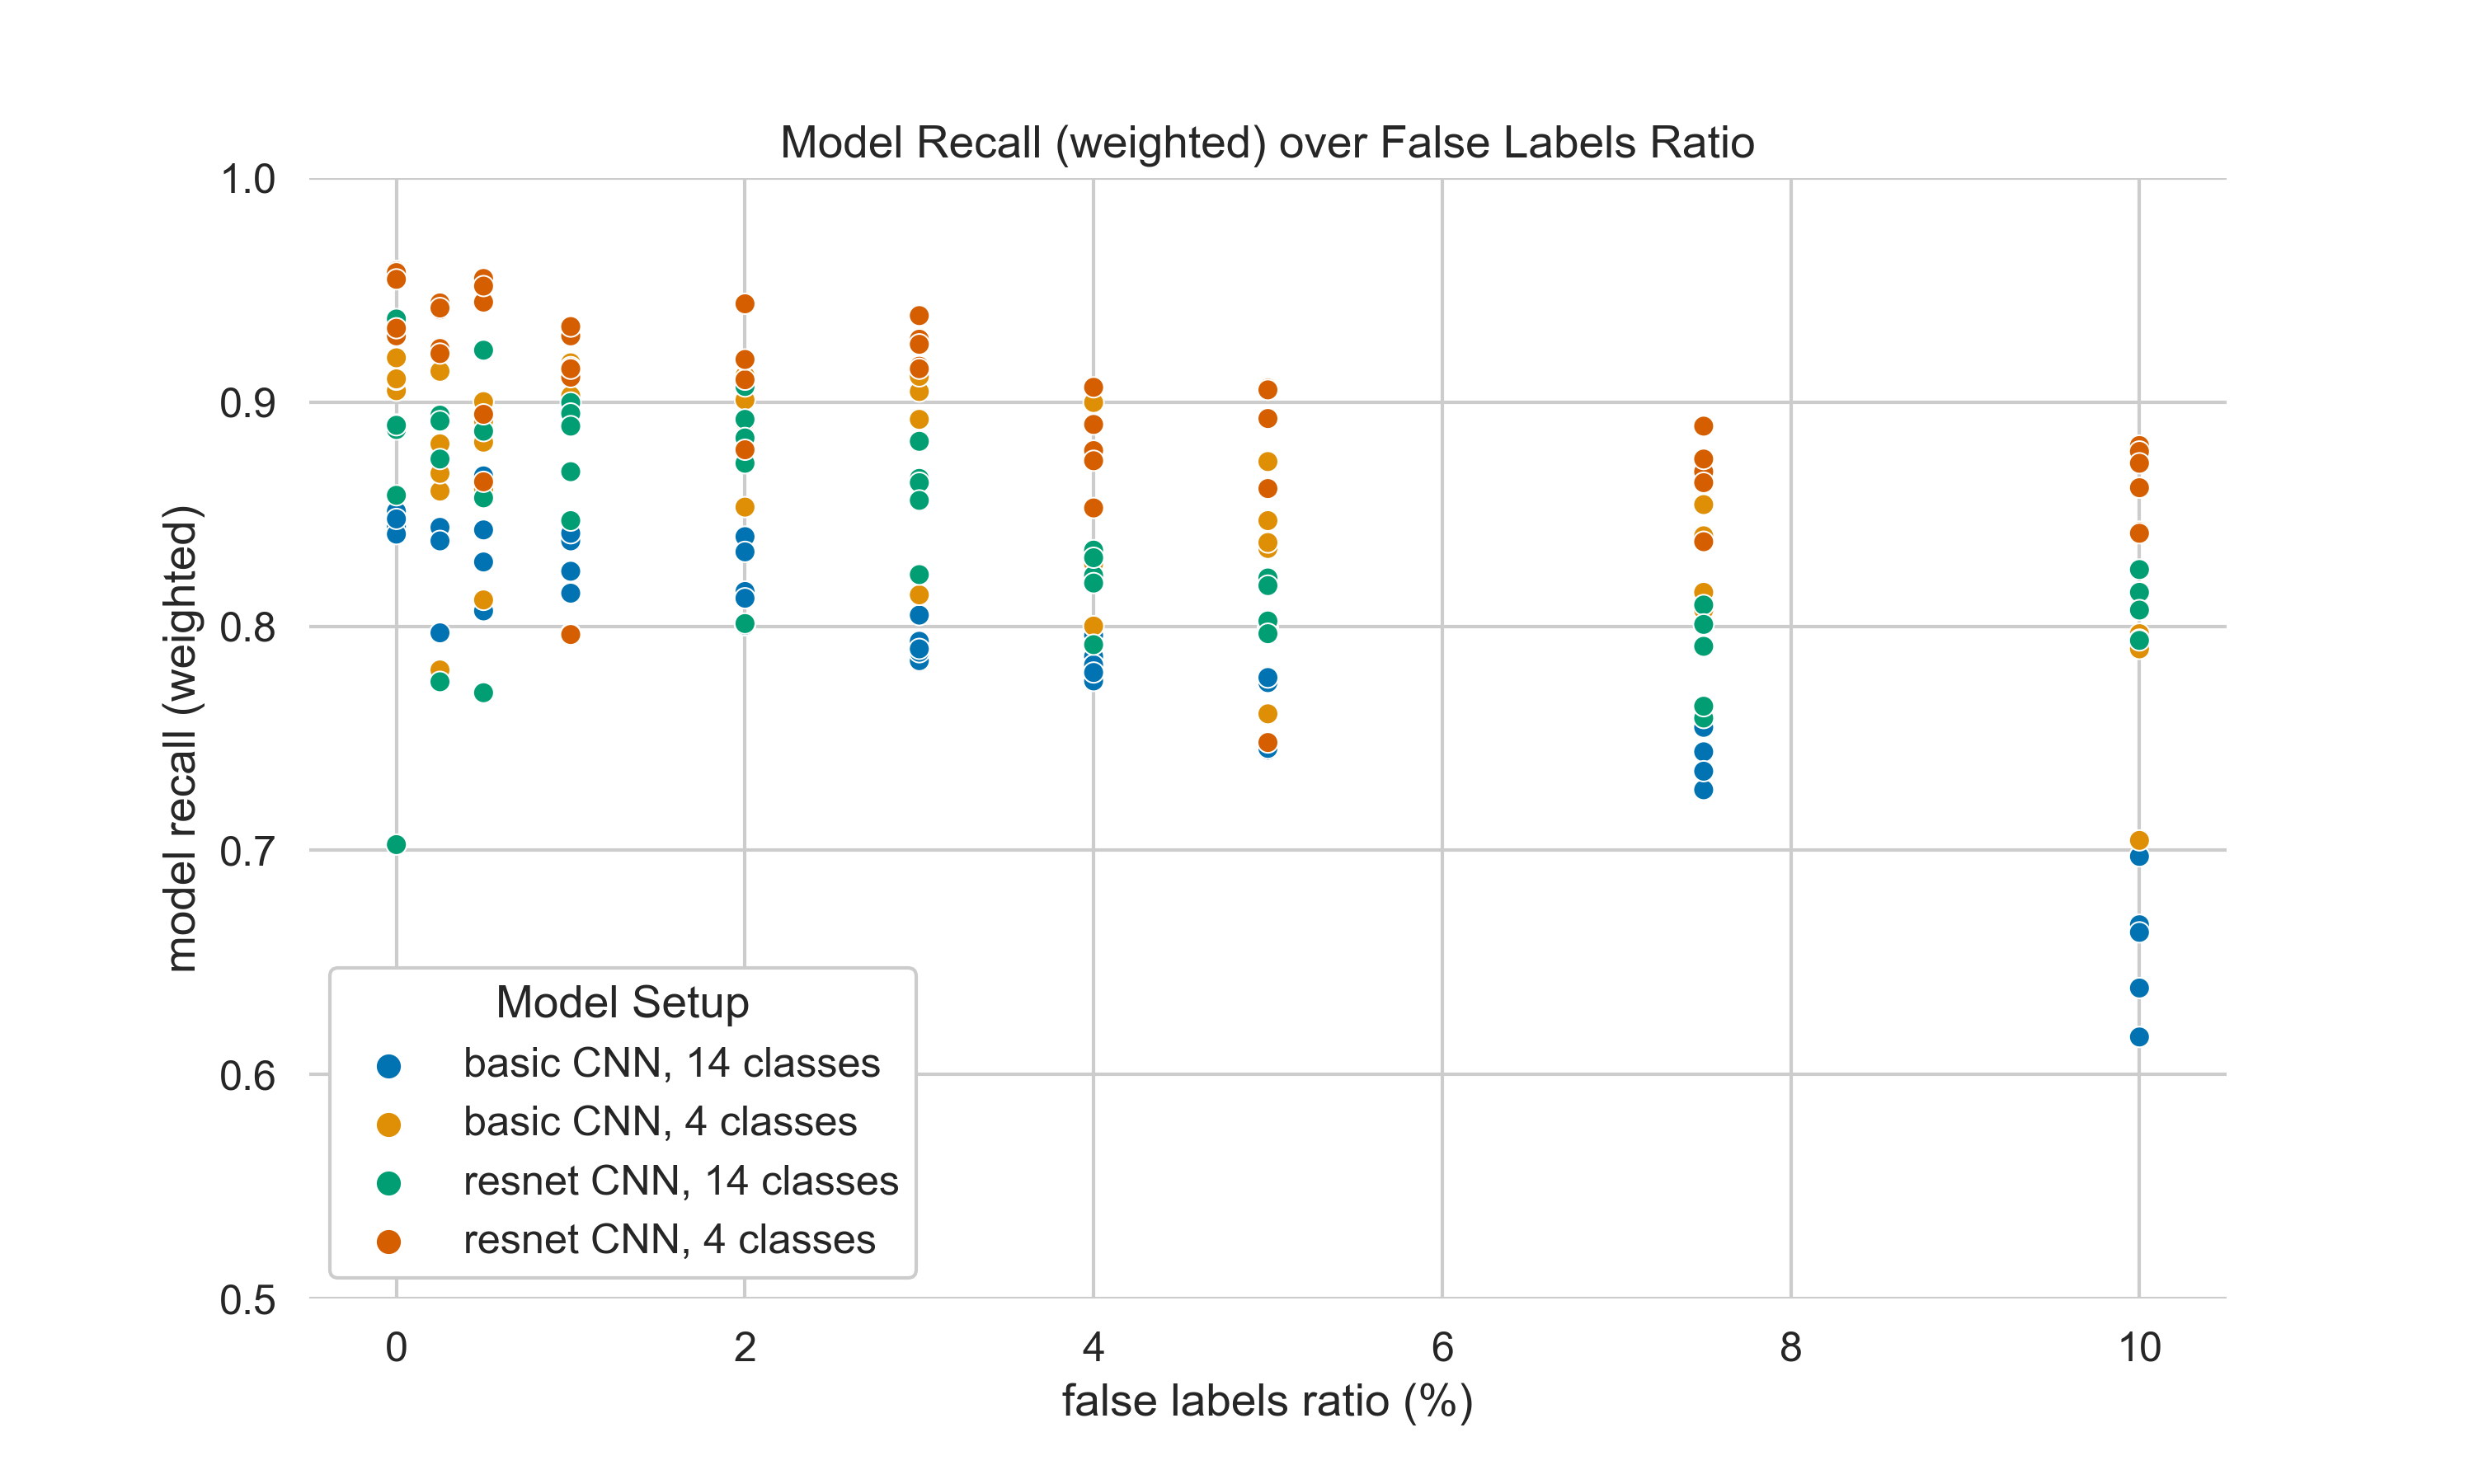 Model Recall (weighted) over False Labels Ratio
1.0
0.9
0.8
0.7
0.6
0.5
model recall (weighted)
Model Setup
basic CNN, 14 classes
basic CNN, 4 classes
resnet CNN, 14 classes
resnet CNN, 4 classes
0 2 4 6 8 10
false labels ratio (%)